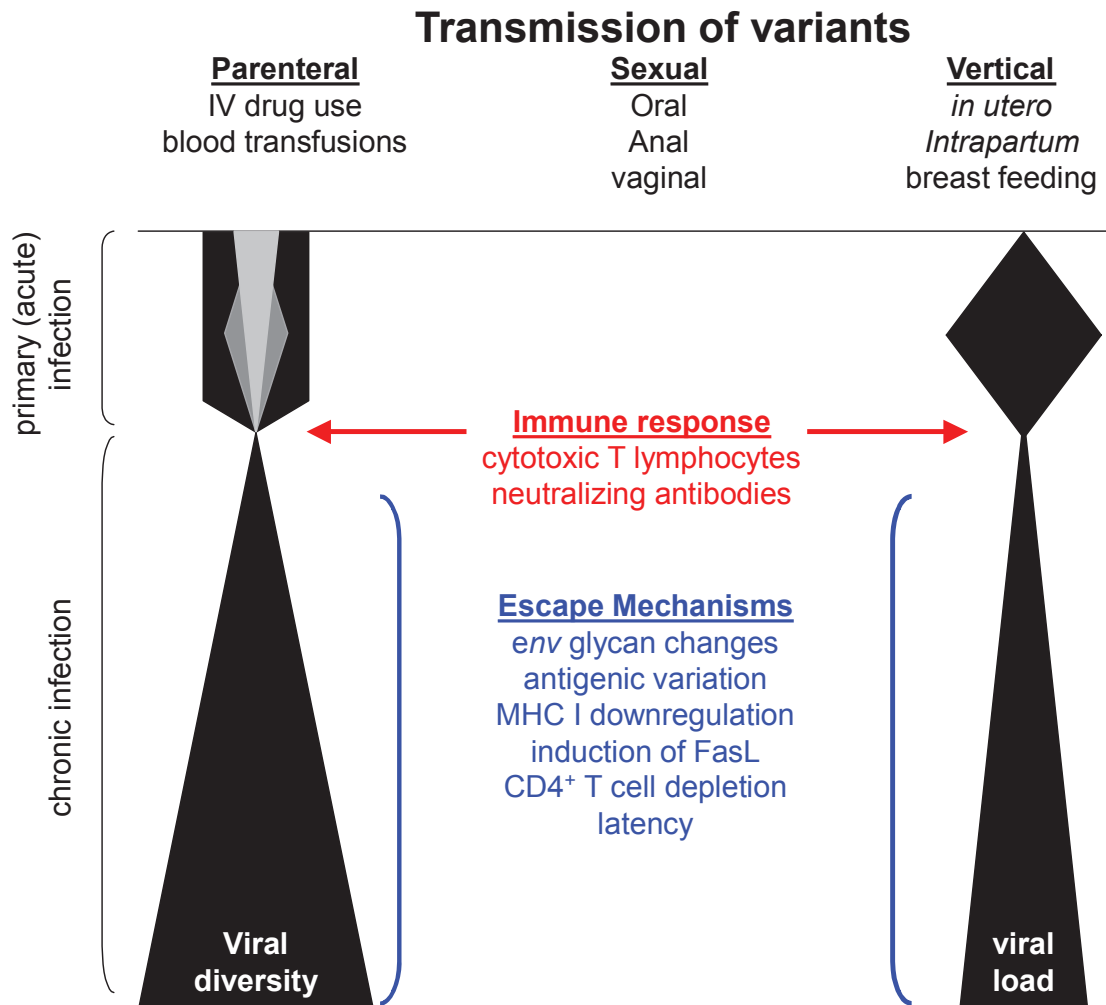 Transmission of variants
Parenteral
IV drug use
blood transfusions
Sexual
Oral
Anal
vaginal
Vertical
in utero
Intrapartum
breast feeding
primary (acute)
infection
Immune response
cytotoxic T lymphocytes
neutralizing antibodies
chronic infection
Escape Mechanisms
env glycan changes
antigenic variation
MHC I downregulation
induction of FasL
CD4⁺ T cell depletion
latency
Viral
diversity
viral
load